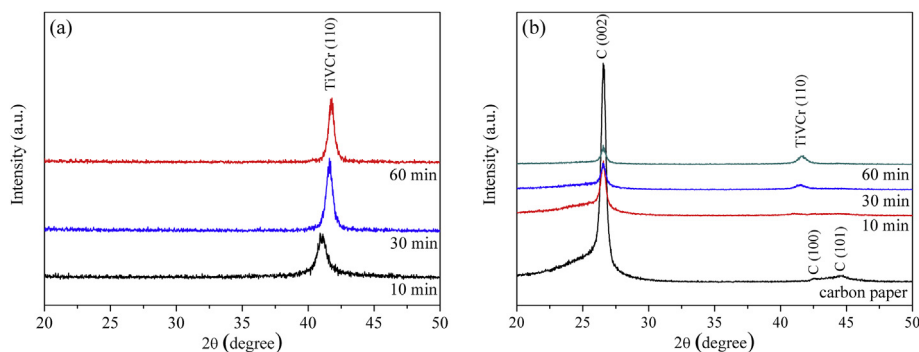 (a)
TiVCr (110)
60 min
30 min
10 min
Intensity (a.u.)
20 25 30 35 40 45 50
2θ (degree)
(b)
C (002)
TiVCr (110)
60 min
30 min
10 min
C (100)
C (101)
carbon paper
Intensity (a.u.)
20 25 30 35 40 45 50
2θ (degree)